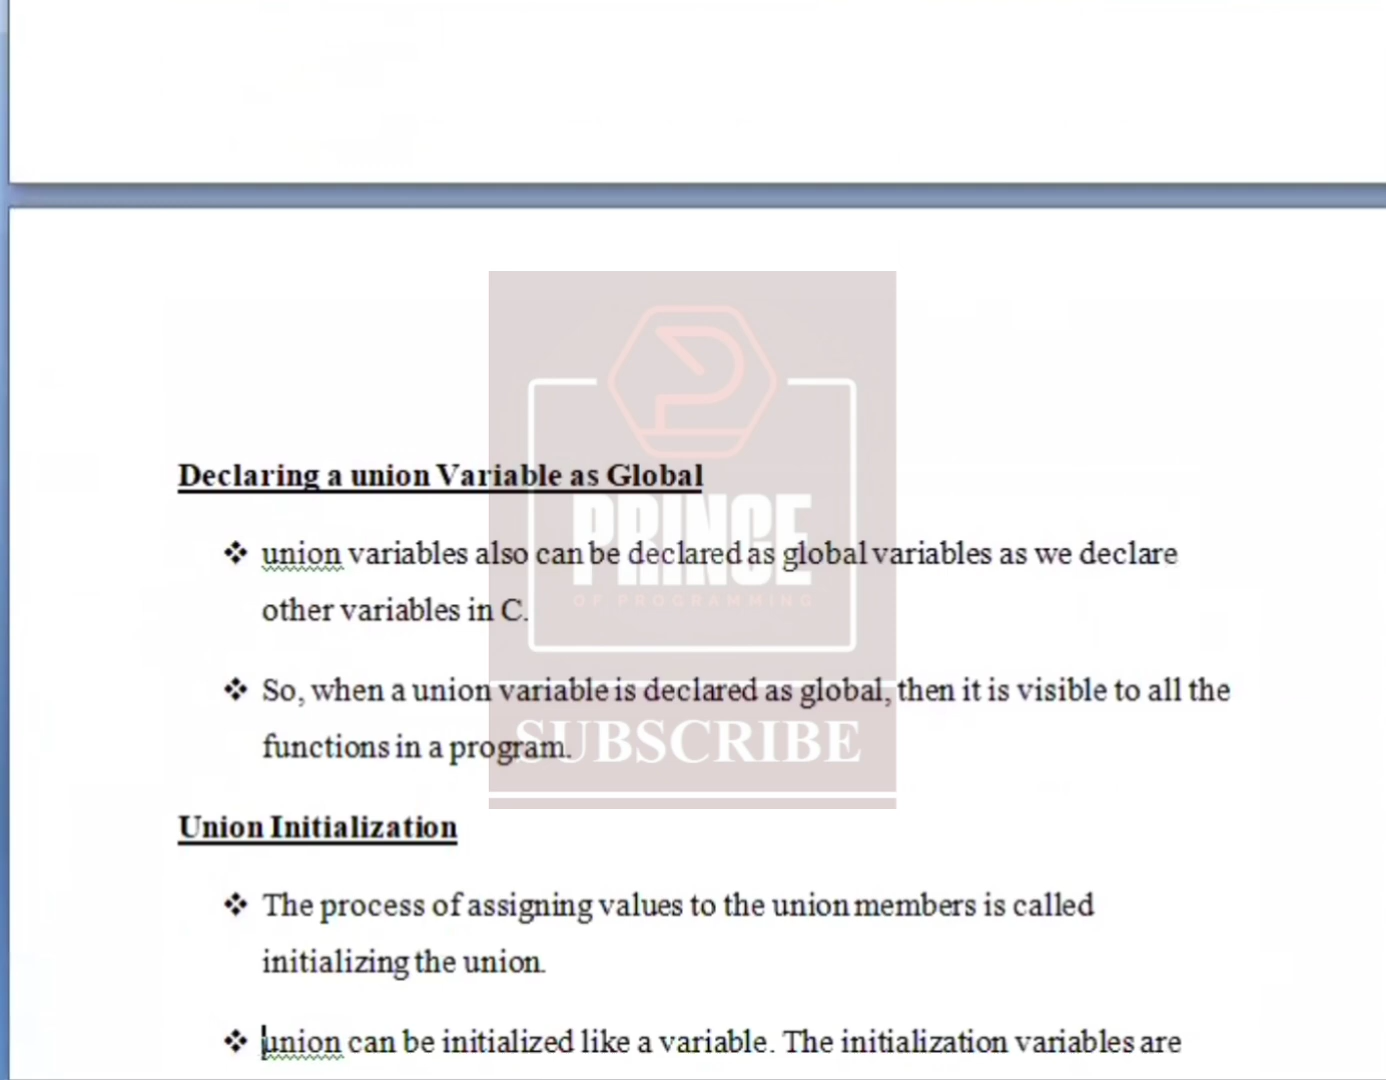 Declaring a union Variable as Global
❖ union variables also can be declared as global variables as we declare
other variables in C.
❖ So, when a union variable is declared as global, then it is visible to all the
functions in a program.
Union Initialization
❖ The process of assigning values to the union members is called
initializing the union.
❖ union can be initialized like a variable. The initialization variables are
PRINCE
OF PROGRAMMING
SUBSCRIBE